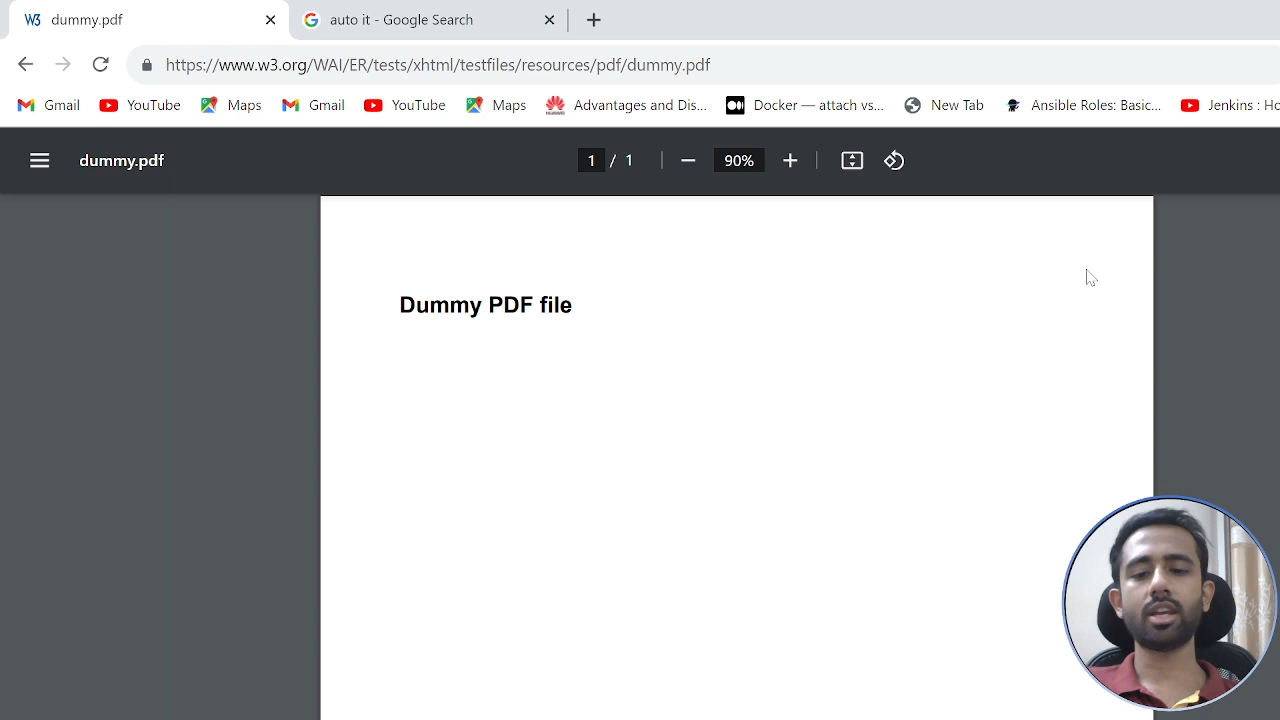 W3 dummy.pdf
auto it - Google Search
https://www.w3.org/WAI/ER/tests/xhtml/testfiles/resources/pdf/dummy.pdf
Gmail YouTube Maps Gmail YouTube Maps HUAWEI Advantages and Dis... Docker — attach vs... New Tab Ansible Roles: Basic... Jenkins : Ho
dummy.pdf 1 / 1 90%
Dummy PDF file